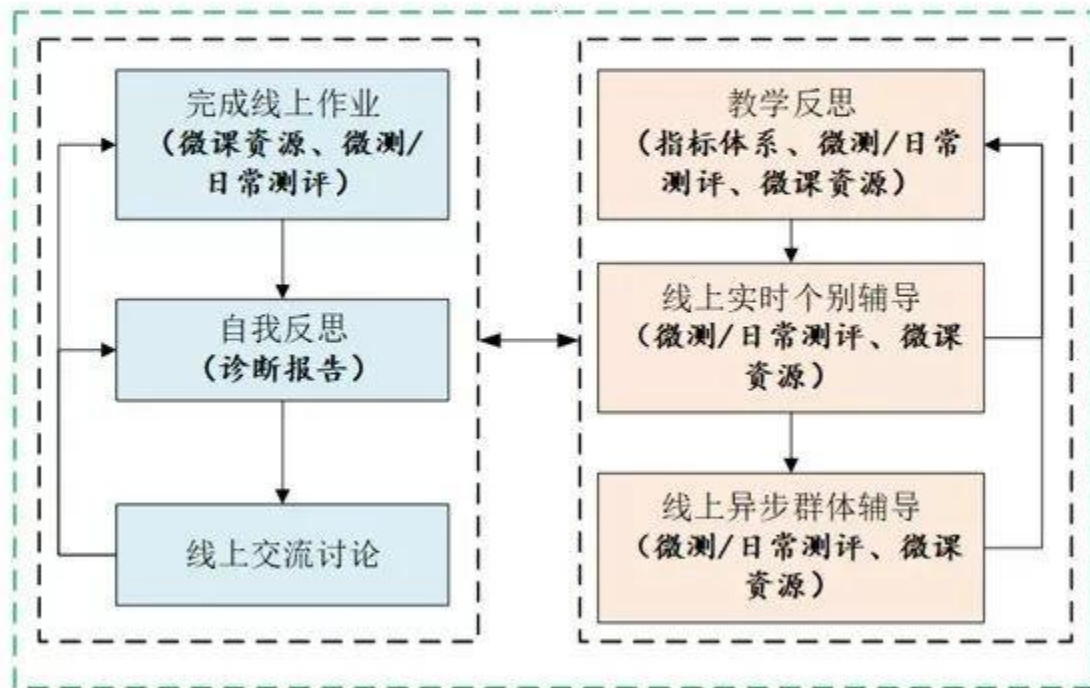 完成线上作业
（微课资源、微测/
日常测评）
自我反思
（诊断报告）
线上交流讨论
教学反思
（指标体系、微测/日常
测评、微课资源）
线上实时个别辅导
（微测/日常测评、微课
资源）
线上异步群体辅导
（微测/日常测评、微课
资源）